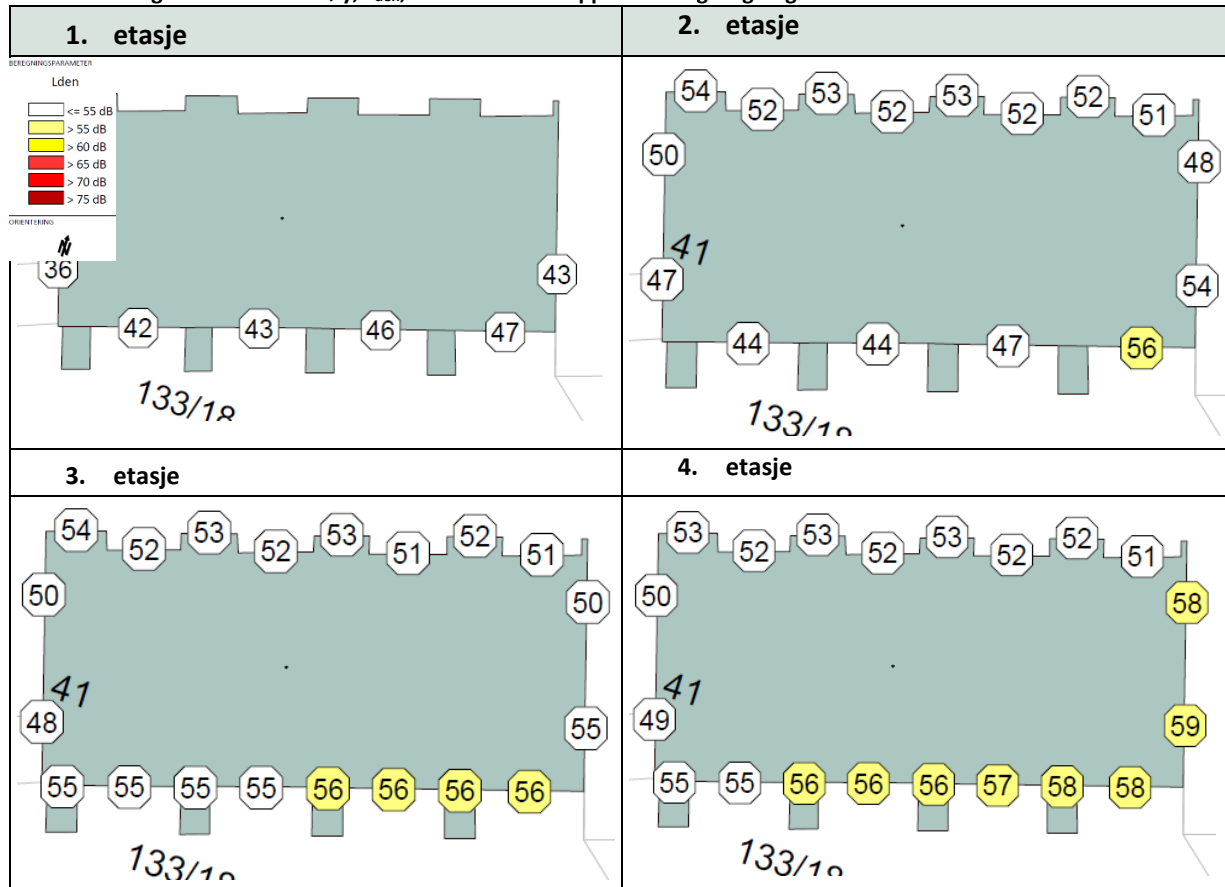 1. etasje
2. etasje
BEREGNINGSPARAMETER
Lden
<= 55 dB
> 55 dB
> 60 dB
> 65 dB
> 70 dB
> 75 dB
ORIENTERING
N
36
43
42 43 46 47
133/18
54 52 53 52 53 52 52 51
50 48
41
47 54
44 44 47 56
3. etasje
4. etasje
54 52 53 52 53 51 52 51
50 50
41
48 55
55 55 55 55 56 56 56 56
53 52 53 52 53 52 52 51
50 58
41
49 59
55 55 56 56 56 57 58 58